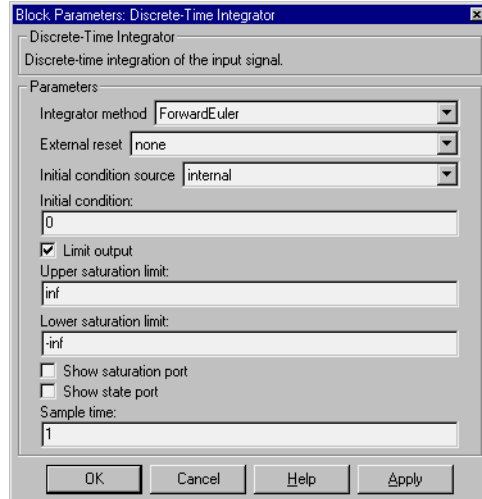 Block Parameters: Discrete-Time Integrator
Discrete-Time Integrator
Discrete-time integration of the input signal.
Parameters
Integrator method ForwardEuler
External reset none
Initial condition source internal
Initial condition:
0
Limit output
Upper saturation limit:
inf
Lower saturation limit:
-inf
Show saturation port
Show state port
Sample time:
1
OK Cancel Help Apply